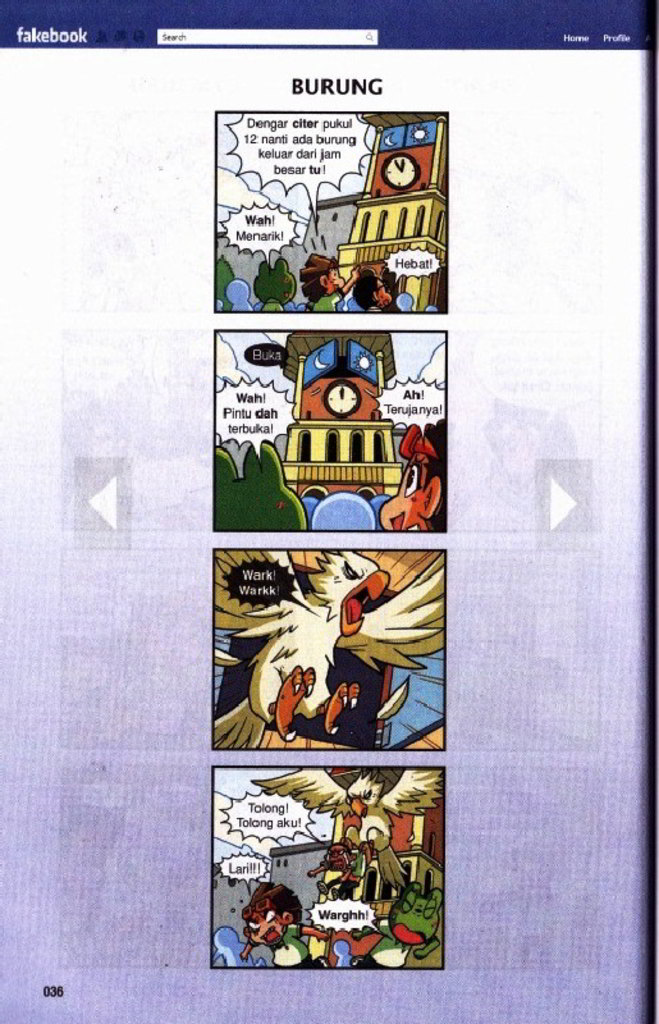 fakebook
Search
Home Profile
BURUNG
Dengar citer pukul
12 nanti ada burung
keluar dari jam
besar tu!
Wah!
Menarik!
Hebat!
Buka
Wah!
Pintu dah
terbuka!
Ah!
Terujanya!
Wark!
Warkk!
Tolong!
Tolong aku!
Lari!!!
Warghh!
036